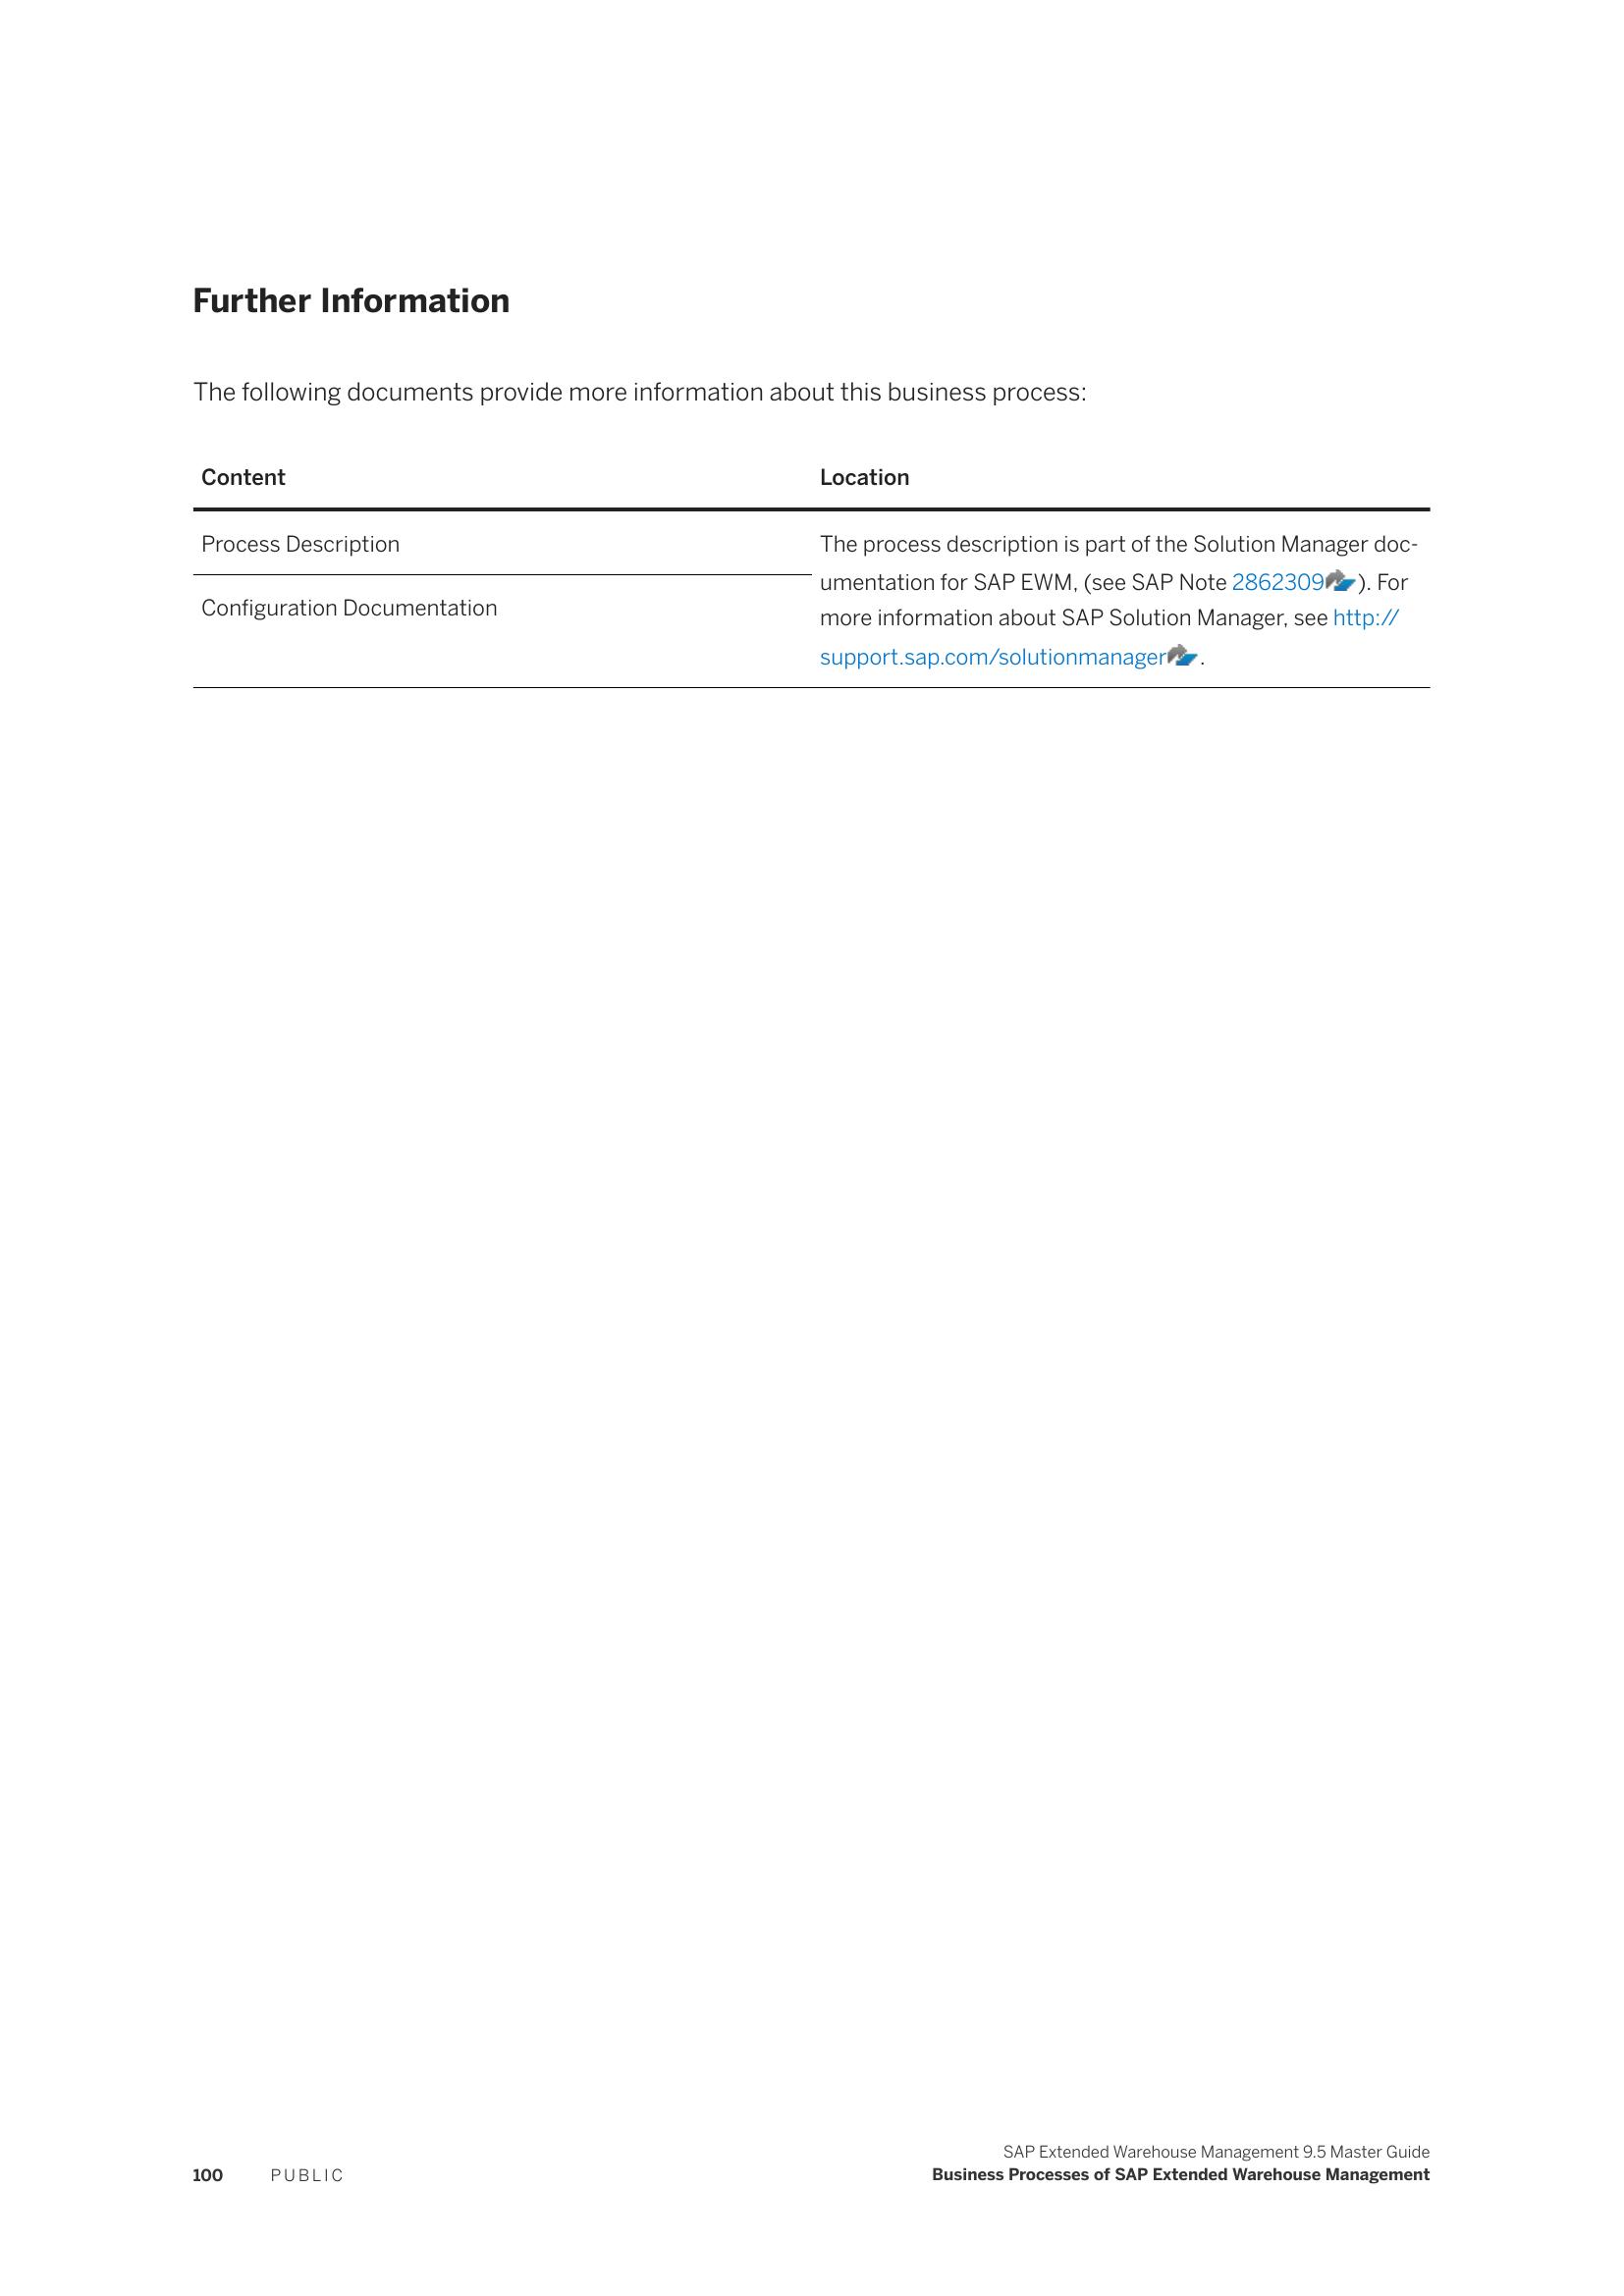 Further Information
The following documents provide more information about this business process:
Content Location
Process Description
Configuration Documentation
The process description is part of the Solution Manager doc-
umentation for SAP EWM, (see SAP Note 2862309). For
more information about SAP Solution Manager, see http://
support.sap.com/solutionmanager.
SAP Extended Warehouse Management 9.5 Master Guide
100 PUBLIC Business Processes of SAP Extended Warehouse Management